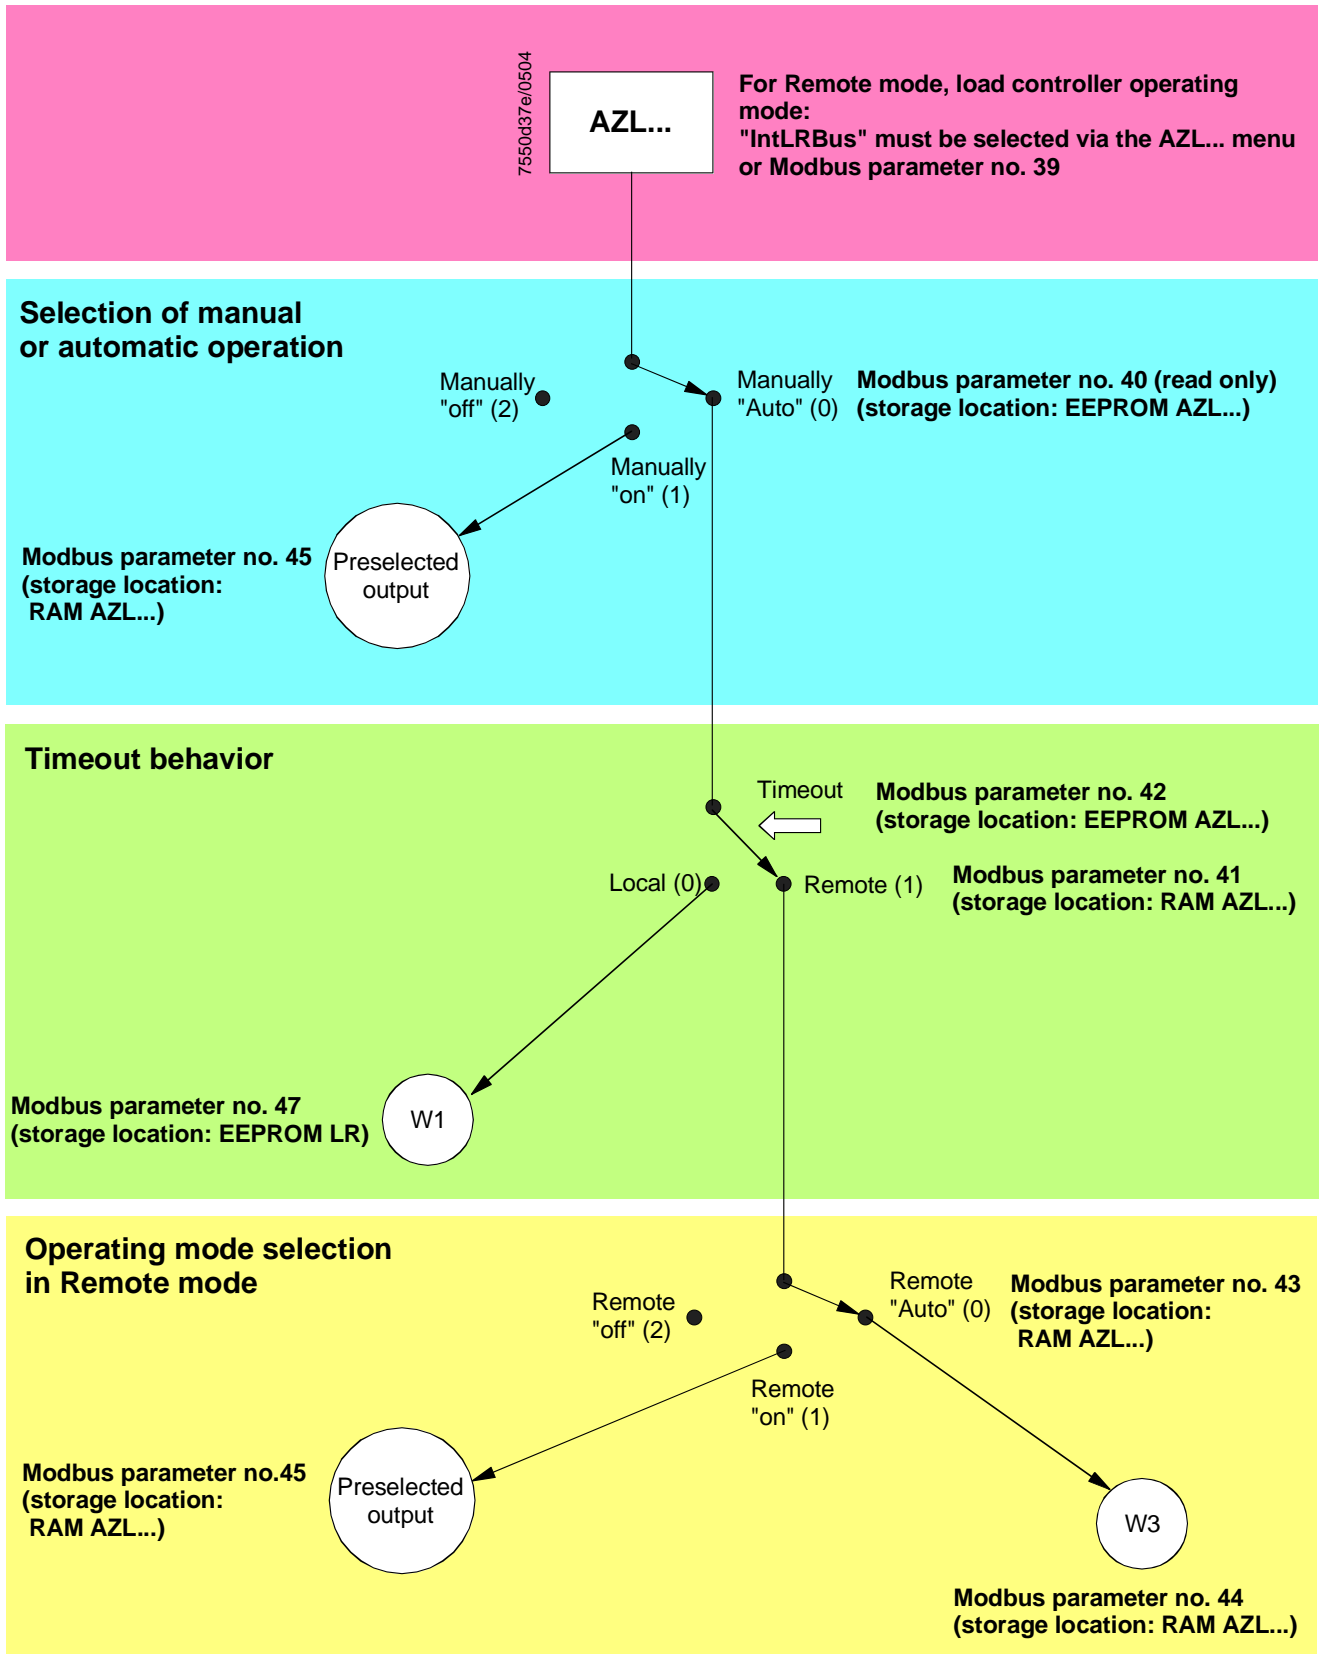 7550d37e/0504
AZL...
For Remote mode, load controller operating
mode:
"IntLRBus" must be selected via the AZL... menu
or Modbus parameter no. 39
Selection of manual
or automatic operation
Manually
"off" (2)
Manually
"Auto" (0)
Modbus parameter no. 40 (read only)
(storage location: EEPROM AZL...)
Manually
"on" (1)
Modbus parameter no. 45
(storage location:
RAM AZL...)
Preselected
output
Timeout behavior
Timeout
Modbus parameter no. 42
(storage location: EEPROM AZL...)
Local (0)
Remote (1)
Modbus parameter no. 41
(storage location: RAM AZL...)
Modbus parameter no. 47
(storage location: EEPROM LR)
W1
Operating mode selection
in Remote mode
Remote
"off" (2)
Remote
"Auto" (0)
Modbus parameter no. 43
(storage location:
RAM AZL...)
Remote
"on" (1)
Modbus parameter no.45
(storage location:
RAM AZL...)
Preselected
output
W3
Modbus parameter no. 44
(storage location: RAM AZL...)